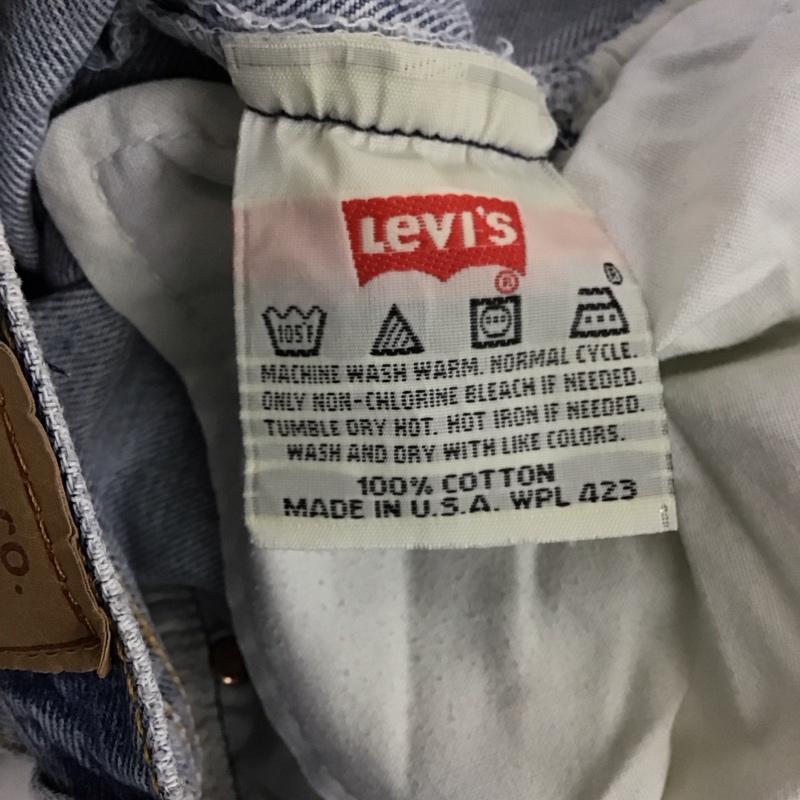 Levi's
®
®
105°F
MACHINE WASH WARM. NORMAL CYCLE.
ONLY NON-CHLORINE BLEACH IF NEEDED.
TUMBLE DRY HOT. HOT IRON IF NEEDED.
WASH AND DRY WITH LIKE COLORS.
100% COTTON
MADE IN U.S.A. WPL 423
CO.